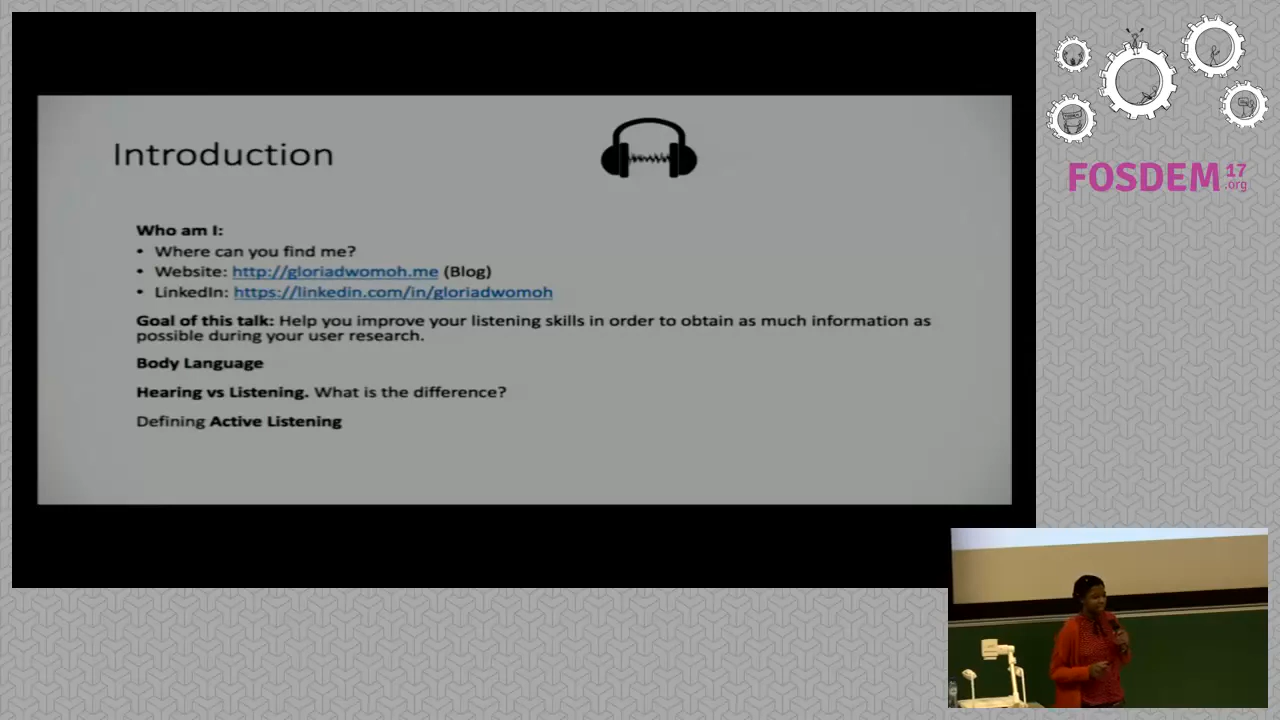 Introduction
Who am I:
• Where can you find me?
• Website: http://gloriadwomoh.me (Blog)
• LinkedIn: https://linkedin.com/in/gloriadwomoh
Goal of this talk: Help you improve your listening skills in order to obtain as much information as
possible during your user research.
Body Language
Hearing vs Listening. What is the difference?
Defining Active Listening
FOSDEM 17
.org